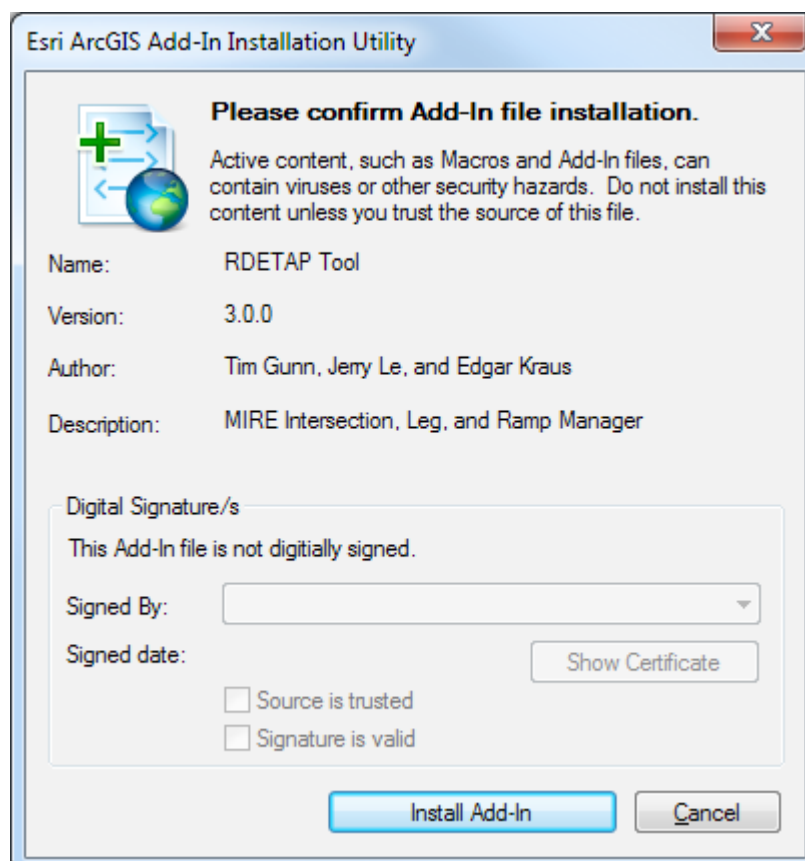 Esri ArcGIS Add-In Installation Utility
Please confirm Add-In file installation.
Active content, such as Macros and Add-In files, can
contain viruses or other security hazards. Do not install this
content unless you trust the source of this file.
Name: RDETAP Tool
Version: 3.0.0
Author: Tim Gunn, Jerry Le, and Edgar Kraus
Description: MIRE Intersection, Leg, and Ramp Manager
Digital Signature/s
This Add-In file is not digitially signed.
Signed By:
Signed date:
Show Certificate
Source is trusted
Signature is valid
Install Add-In Cancel